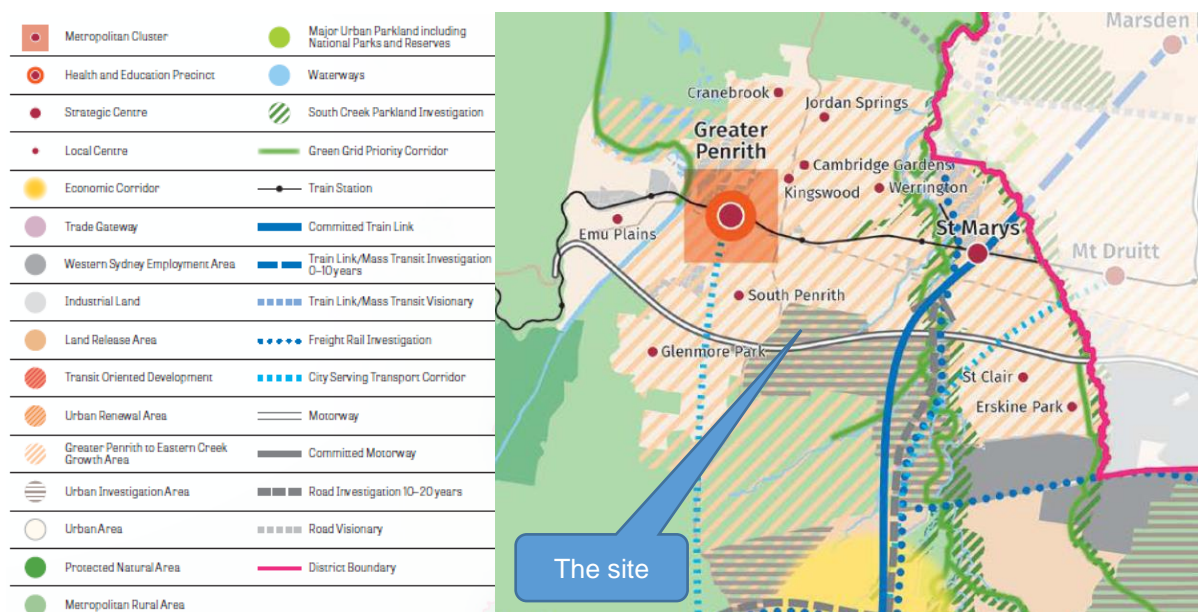 Metropolitan Cluster
Health and Education Precinct
Strategic Centre
Local Centre
Economic Corridor
Trade Gateway
Western Sydney Employment Area
Industrial Land
Land Release Area
Transit Oriented Development
Urban Renewal Area
Greater Penrith to Eastern Creek
Growth Area
Urban Investigation Area
Urban Area
Protected Natural Area
Metropolitan Rural Area
Major Urban Parkland including
National Parks and Reserves
Waterways
South Creek Parkland Investigation
Green Grid Priority Corridor
Train Station
Committed Train Link
Train Link/Mass Transit Investigation
0–10 years
Train Link/Mass Transit Visionary
Freight Rail Investigation
City Serving Transport Corridor
Motorway
Committed Motorway
Road Investigation 10–20 years
Road Visionary
District Boundary
Marsden
Cranebrook
Jordan Springs
Greater
Penrith
Cambridge Gardens
Kingswood
Werrington
Emu Plains
St Marys
Mt Druitt
South Penrith
Glenmore Park
St Clair
Erskine Park
The site